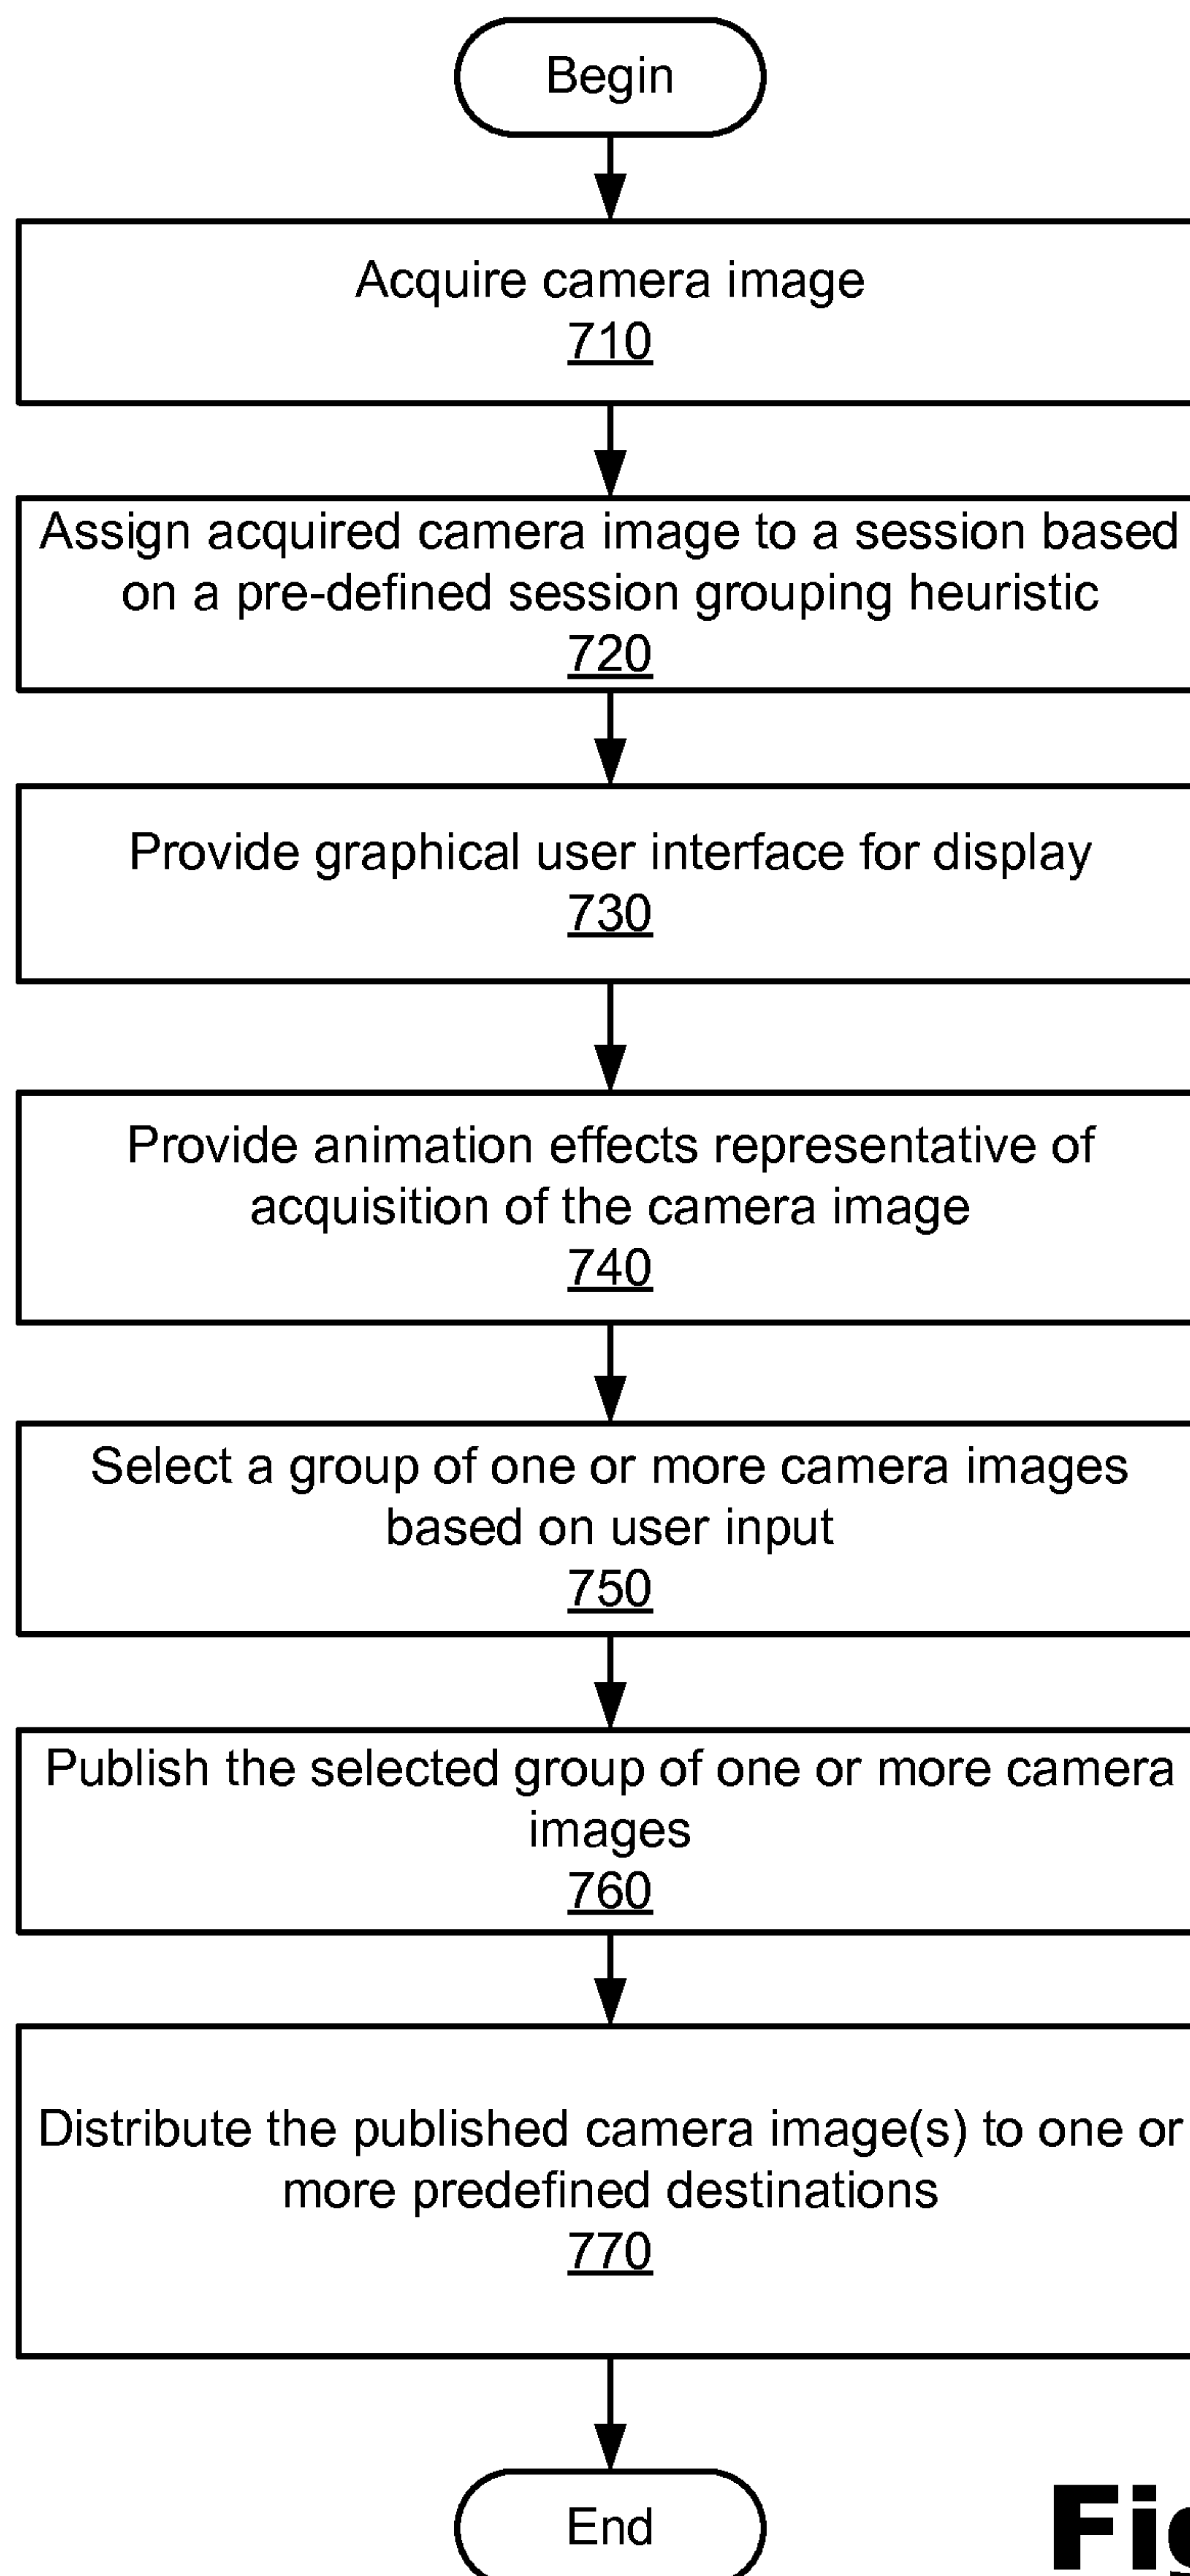 Begin
Acquire camera image
710
Assign acquired camera image to a session based
on a pre-defined session grouping heuristic
720
Provide graphical user interface for display
730
Provide animation effects representative of
acquisition of the camera image
740
Select a group of one or more camera images
based on user input
750
Publish the selected group of one or more camera
images
760
Distribute the published camera image(s) to one or
more predefined destinations
770
End